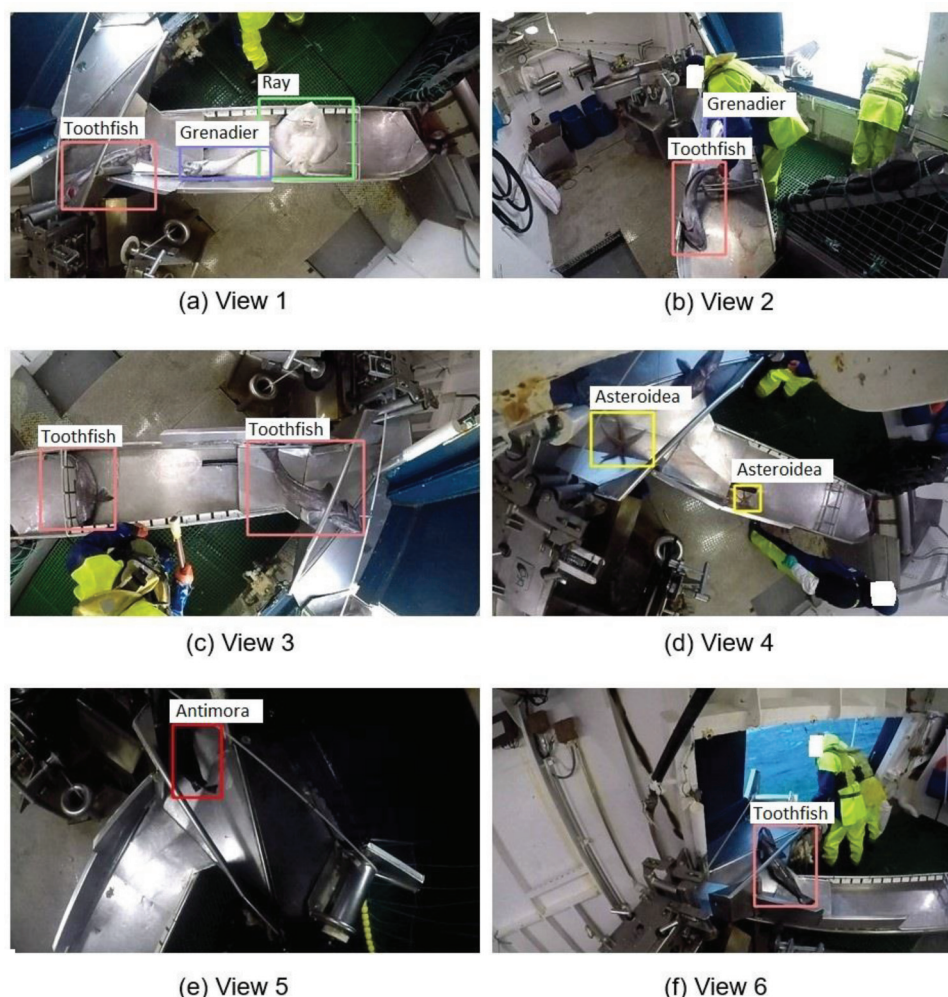 Ray
Toothfish
Grenadier
(a) View 1
Grenadier
Toothfish
(b) View 2
Toothfish
Toothfish
(c) View 3
Asteroidea
Asteroidea
(d) View 4
Antimora
(e) View 5
Toothfish
(f) View 6